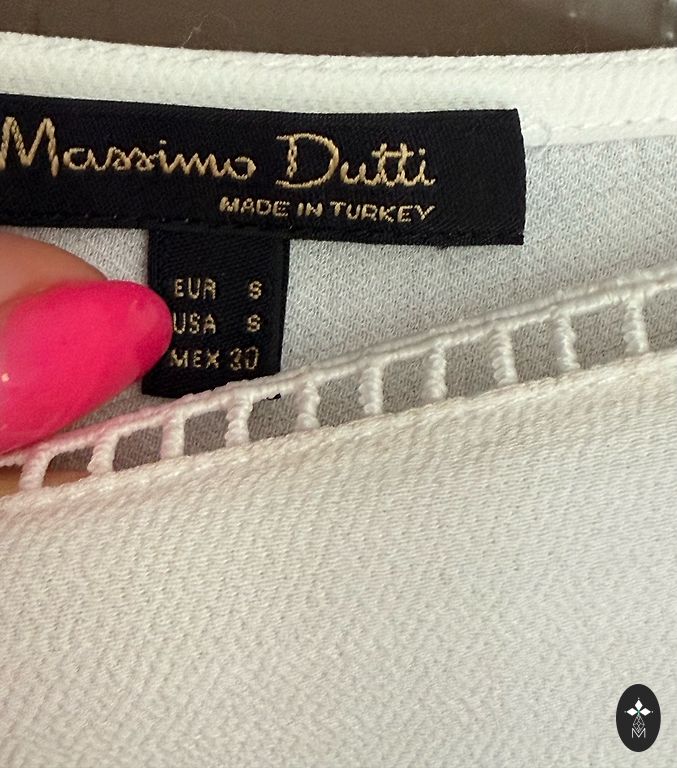 Massimo Dutti
MADE IN TURKEY
EUR S
USA S
MEX 30
M